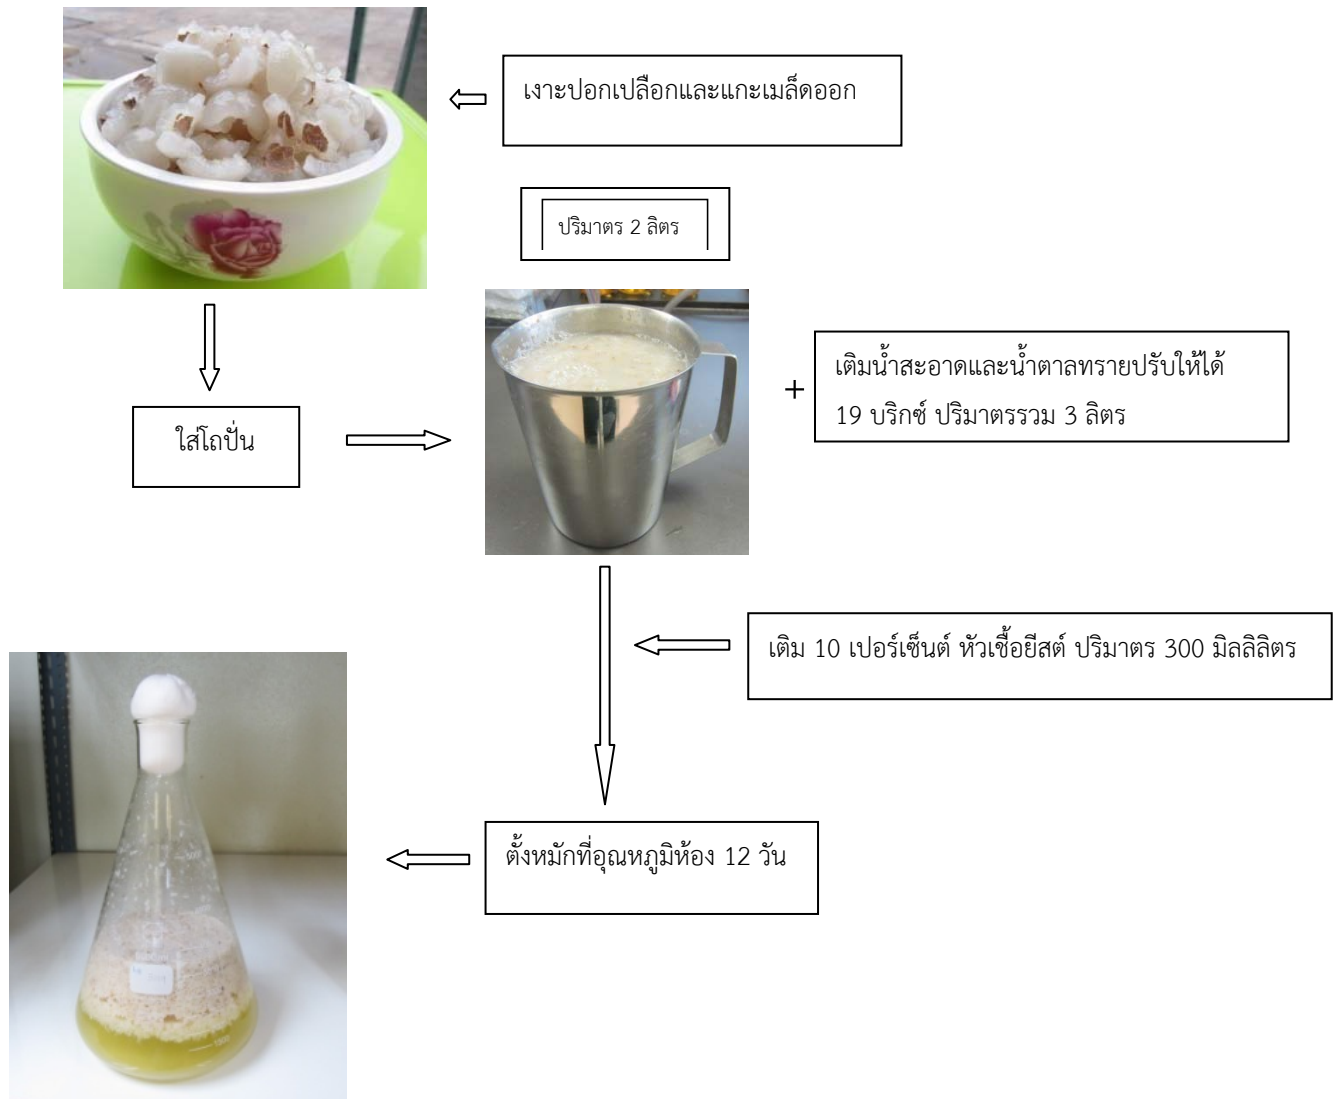 เงาะปอกเปลือกและแกะเมล็ดออก
ปริมาตร 2 ลิตร
ใส่โถปั่น
+
เติมน้ำสะอาดและน้ำตาลทรายปรับให้ได้
19 บริกซ์ ปริมาตรรวม 3 ลิตร
เติม 10 เปอร์เซ็นต์ หัวเชื้อยีสต์ ปริมาตร 300 มิลลิลิตร
ตั้งหมักที่อุณหภูมิห้อง 12 วัน